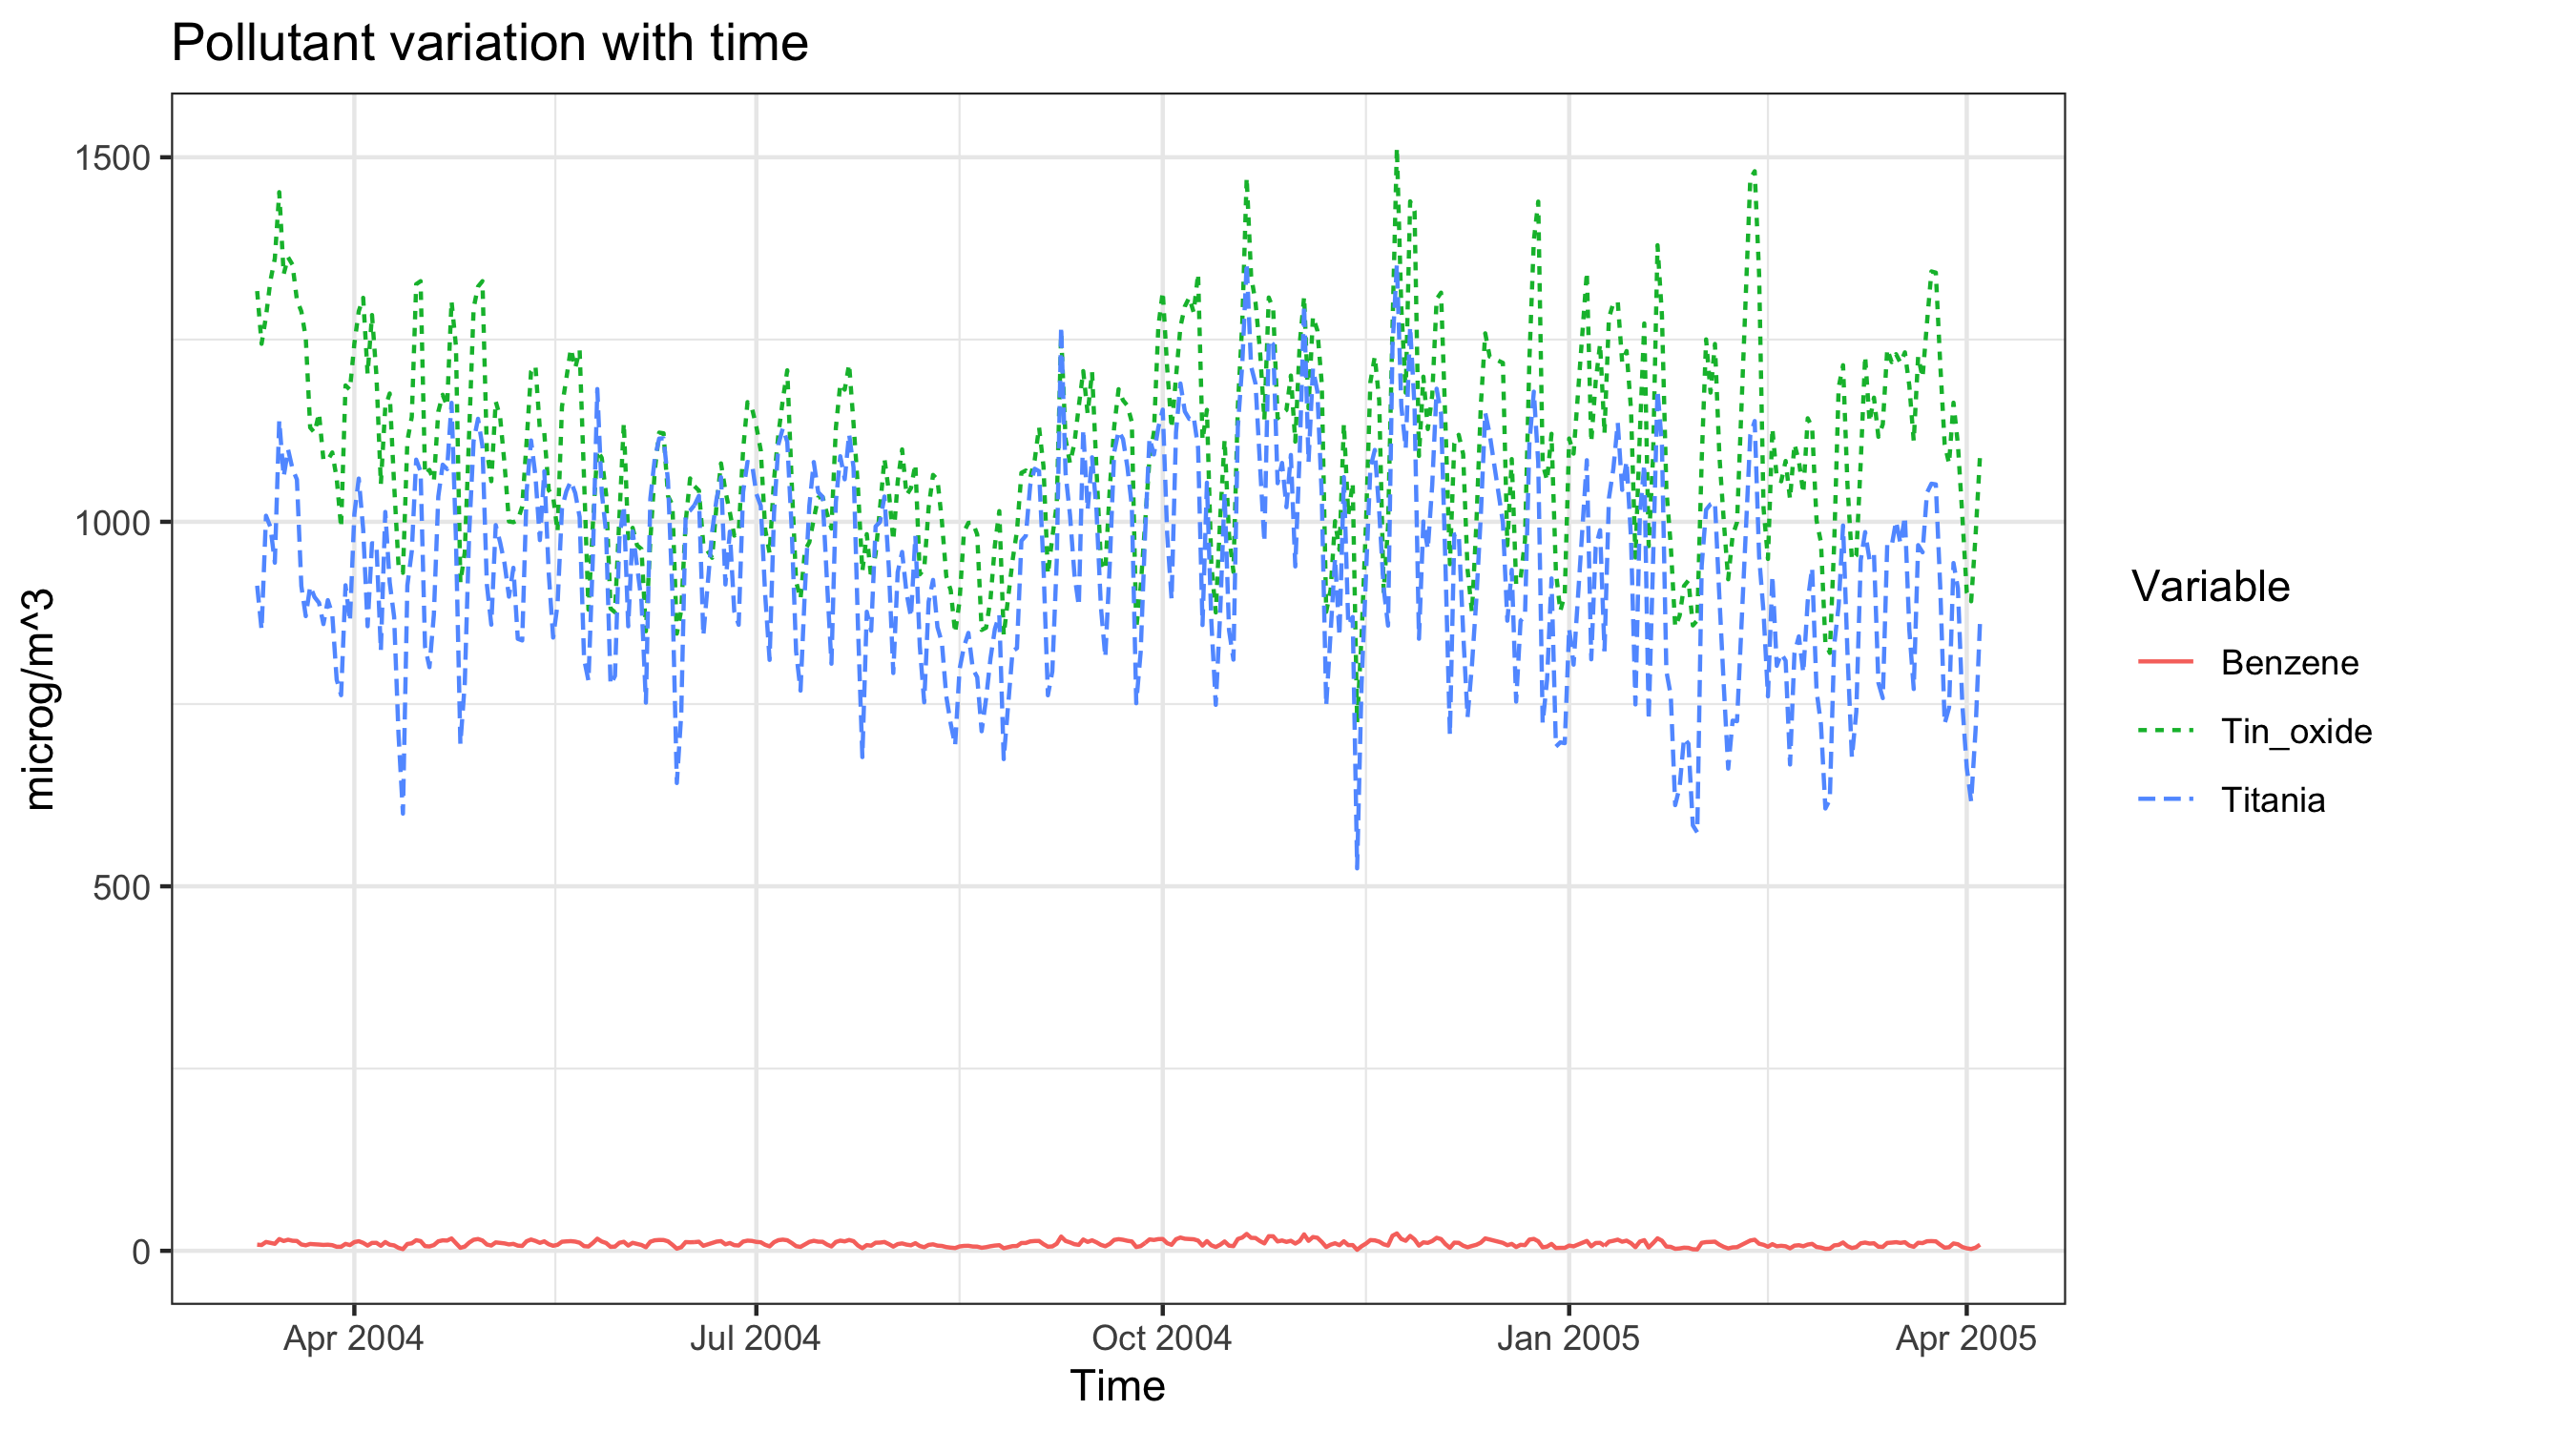 Pollutant variation with time
1500
1000
500
0
microg/m^3
Apr 2004
Jul 2004
Oct 2004
Jan 2005
Apr 2005
Time
Variable
Benzene
Tin_oxide
Titania